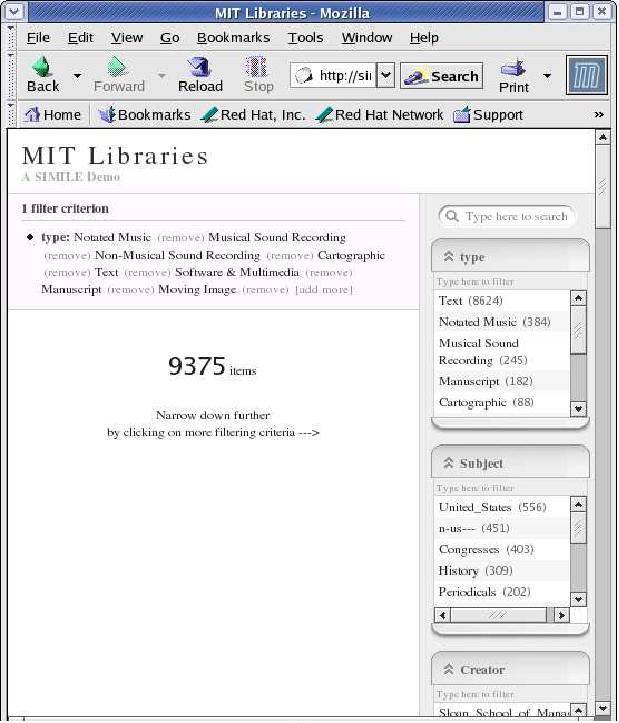 MIT Libraries - Mozilla
File Edit View Go Bookmarks Tools Window Help
Back Forward Reload Stop http://si Search Print
Home Bookmarks Red Hat, Inc. Red Hat Network Support »
MIT Libraries
A SIMILE Demo
1 filter criterion
type: Notated Music (remove) Musical Sound Recording
(remove) Non-Musical Sound Recording (remove) Cartographic
(remove) Text (remove) Software & Multimedia (remove)
Manuscript (remove) Moving Image (remove) [add more]
9375 items
Narrow down further
by clicking on more filtering criteria --->
Type here to search
type
Type here to filter
Text (8624)
Notated Music (384)
Musical Sound
Recording (245)
Manuscript (182)
Cartographic (88)
Subject
Type here to filter
United_States (556)
n-us--- (451)
Congresses (403)
History (309)
Periodicals (202)
Creator
Type here to filter
Sloan_School_of_Mana